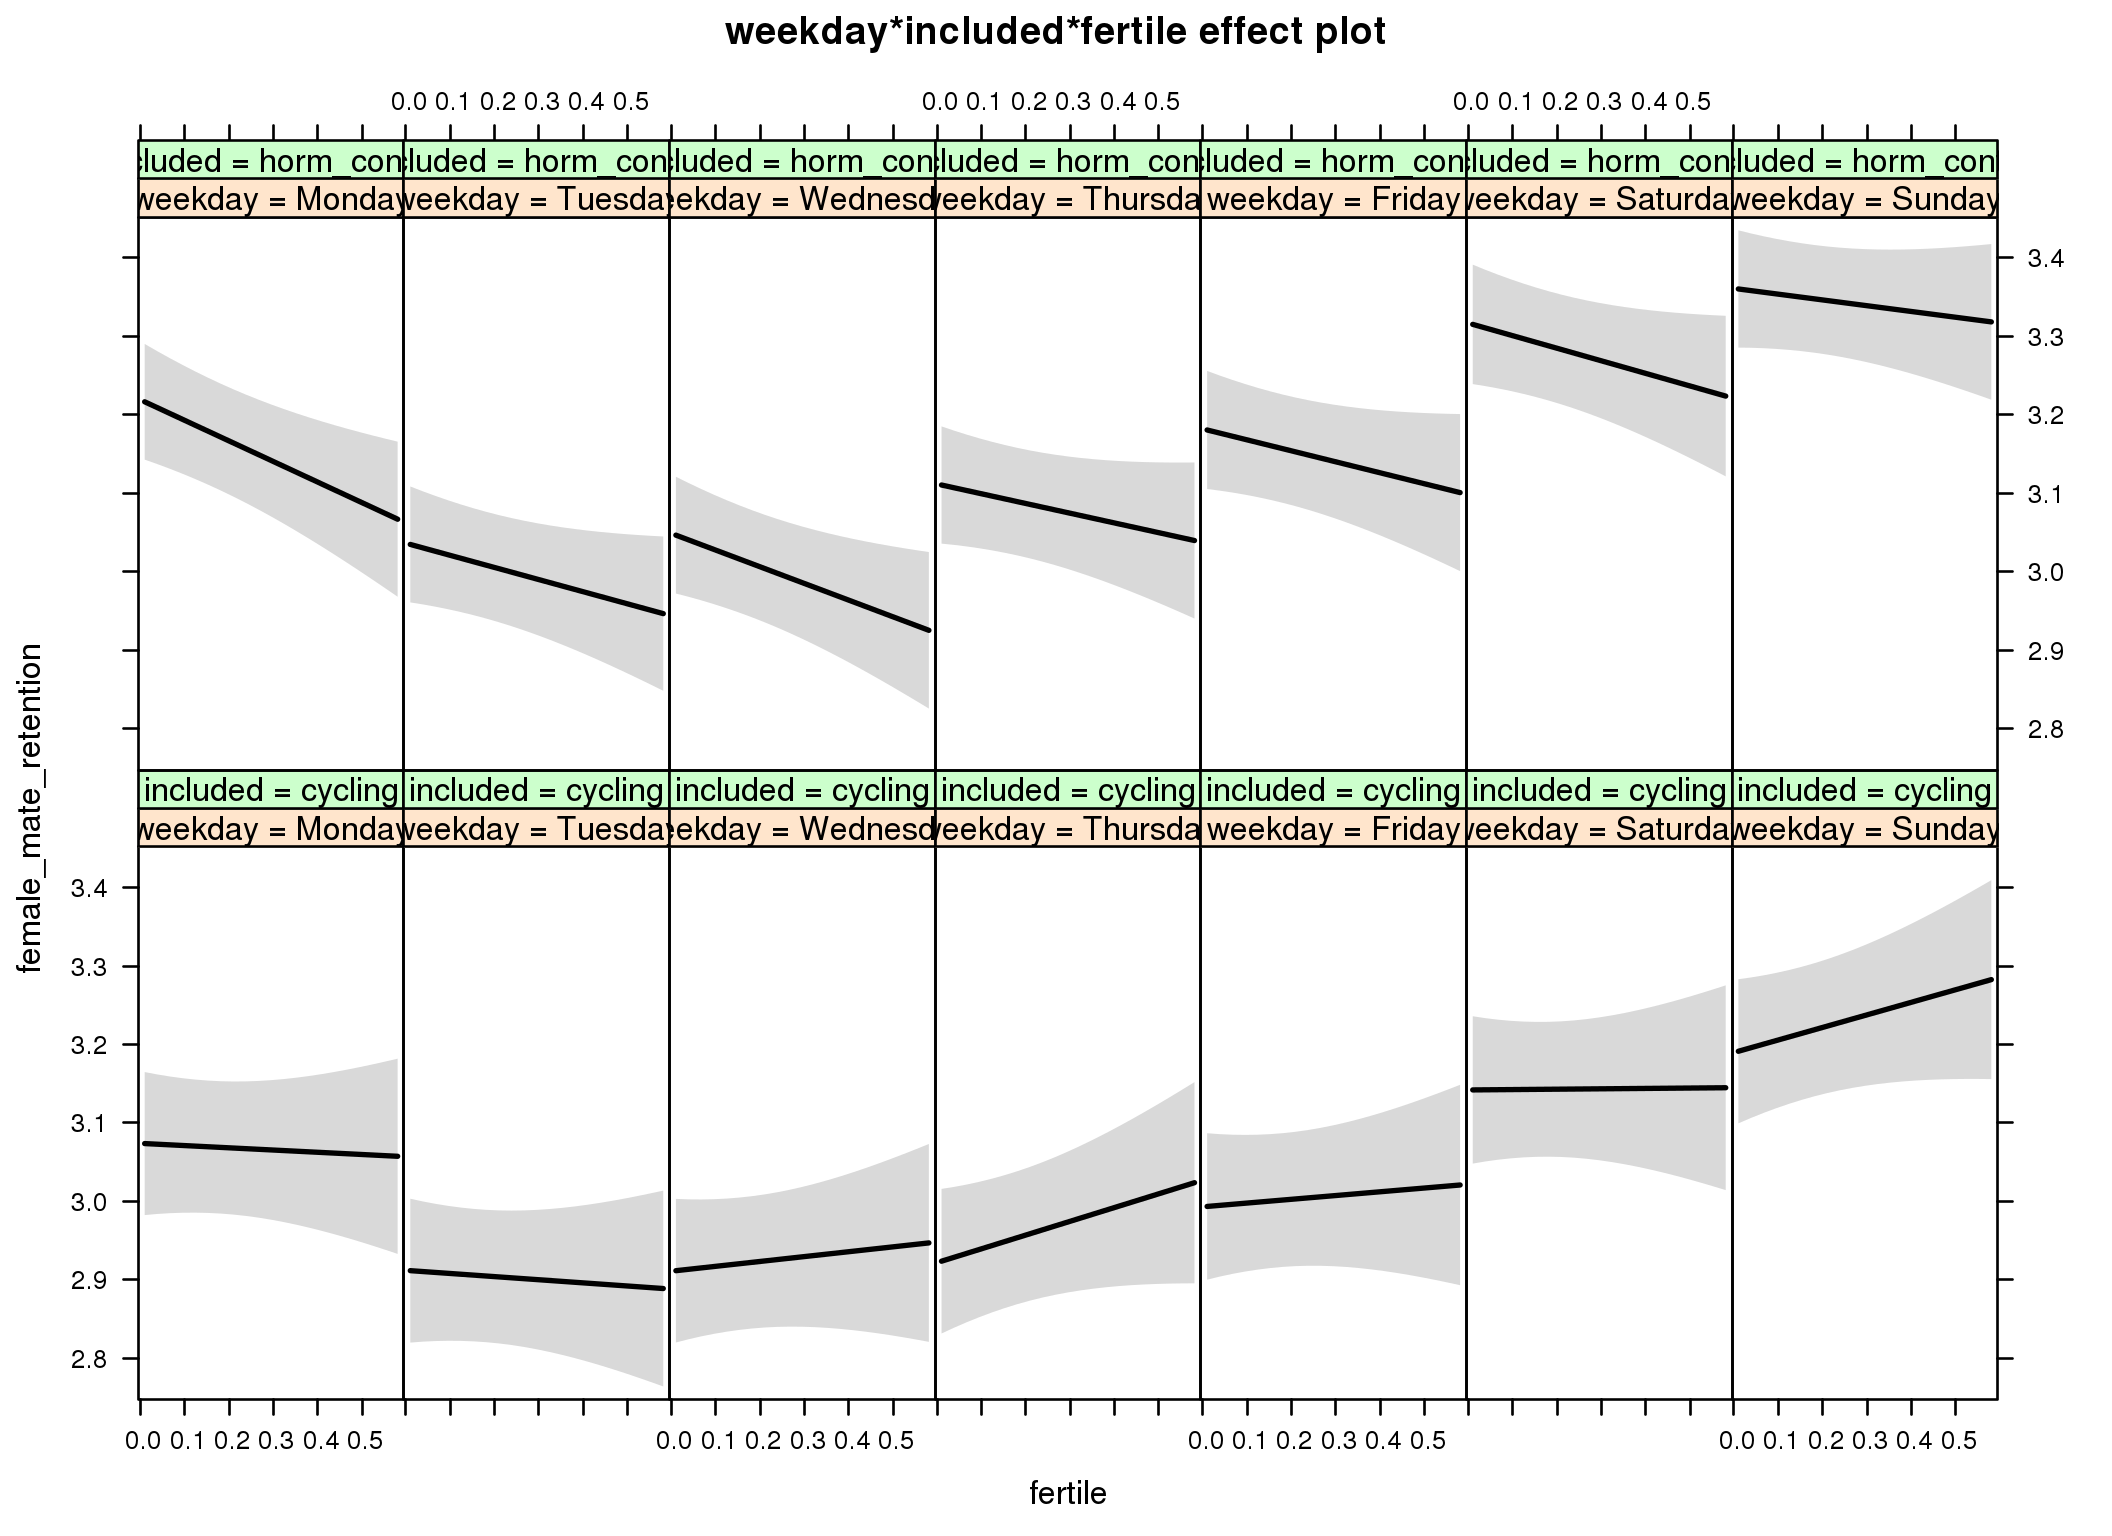 weekday*included*fertile effect plot
0.0 0.1 0.2 0.3 0.4 0.5 0.0 0.1 0.2 0.3 0.4 0.5 0.0 0.1 0.2 0.3 0.4 0.5
cluded = horm_con cluded = horm_con cluded = horm_con cluded = horm_con cluded = horm_con cluded = horm_con cluded = horm_con
weekday = Monday weekday = Tuesday eekday = Wednesd weekday = Thursda weekday = Friday weekday = Saturda weekday = Sunday
3.4
3.3
3.2
3.1
3.0
2.9
2.8
female_mate_retention
included = cycling included = cycling included = cycling included = cycling included = cycling included = cycling included = cycling
weekday = Monday weekday = Tuesday eekday = Wednesd weekday = Thursda weekday = Friday weekday = Saturda weekday = Sunday
3.4
3.3
3.2
3.1
3.0
2.9
2.8
0.0 0.1 0.2 0.3 0.4 0.5 0.0 0.1 0.2 0.3 0.4 0.5 0.0 0.1 0.2 0.3 0.4 0.5 0.0 0.1 0.2 0.3 0.4 0.5
fertile